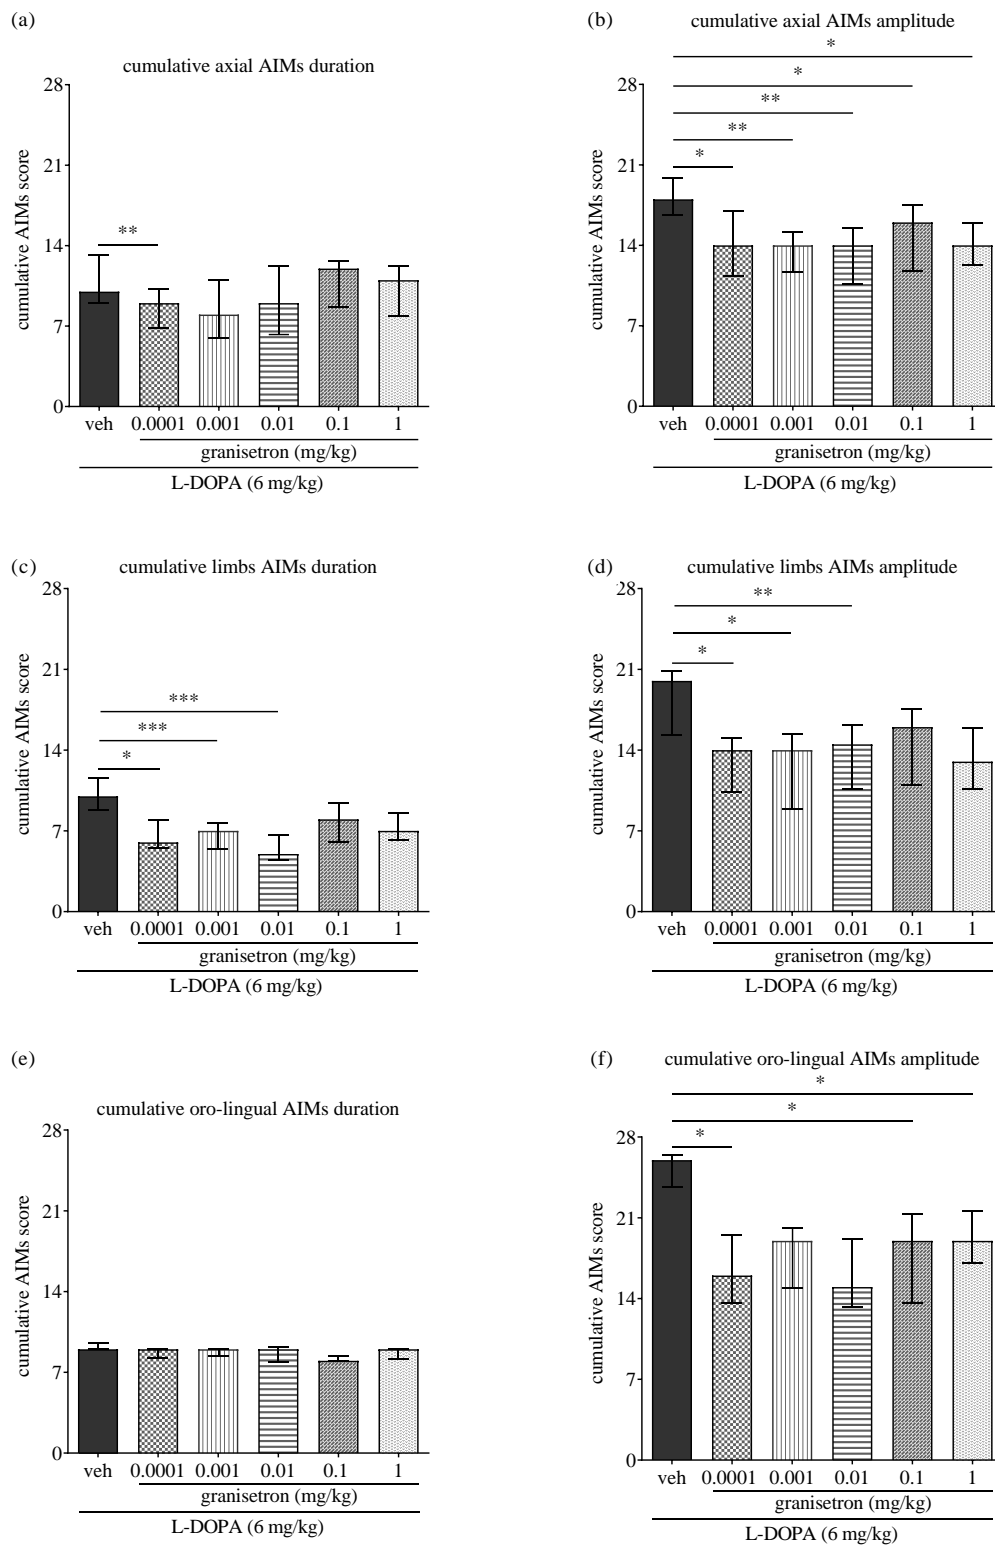 (a)
cumulative axial AIMs duration
28
21
14
7
0
cumulative AIMs score
**
veh 0.0001 0.001 0.01 0.1 1
granisetron (mg/kg)
L-DOPA (6 mg/kg)
(b)
cumulative axial AIMs amplitude
28
21
14
7
0
cumulative AIMs score
*
*
**
**
*
veh 0.0001 0.001 0.01 0.1 1
granisetron (mg/kg)
L-DOPA (6 mg/kg)
(c)
cumulative limbs AIMs duration
28
21
14
7
0
cumulative AIMs score
***
***
*
veh 0.0001 0.001 0.01 0.1 1
granisetron (mg/kg)
L-DOPA (6 mg/kg)
(d)
cumulative limbs AIMs amplitude
28
21
14
7
0
cumulative AIMs score
**
*
*
veh 0.0001 0.001 0.01 0.1 1
granisetron (mg/kg)
L-DOPA (6 mg/kg)
(e)
cumulative oro-lingual AIMs duration
28
21
14
7
0
cumulative AIMs score
veh 0.0001 0.001 0.01 0.1 1
granisetron (mg/kg)
L-DOPA (6 mg/kg)
(f)
cumulative oro-lingual AIMs amplitude
28
21
14
7
0
cumulative AIMs score
*
*
*
veh 0.0001 0.001 0.01 0.1 1
granisetron (mg/kg)
L-DOPA (6 mg/kg)